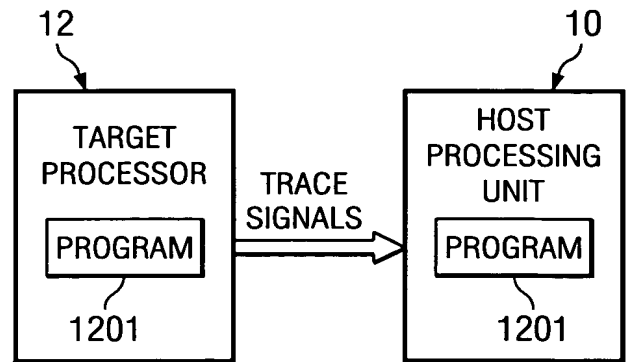 12
10
TARGET
PROCESSOR
PROGRAM
1201
TRACE
SIGNALS
HOST
PROCESSING
UNIT
PROGRAM
1201